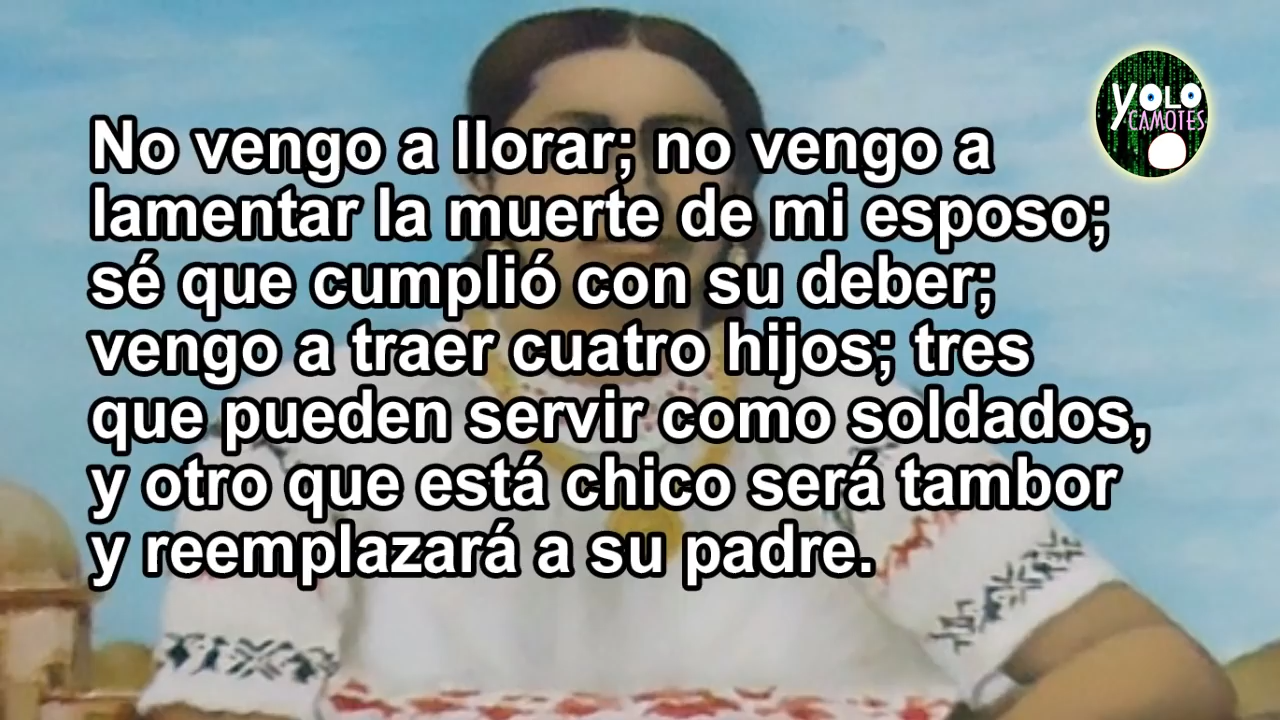 YOLO
CAMOTES
No vengo a llorar; no vengo a
lamentar la muerte de mi esposo;
sé que cumplió con su deber;
vengo a traer cuatro hijos; tres
que pueden servir como soldados,
y otro que está chico será tambor
y reemplazará a su padre.